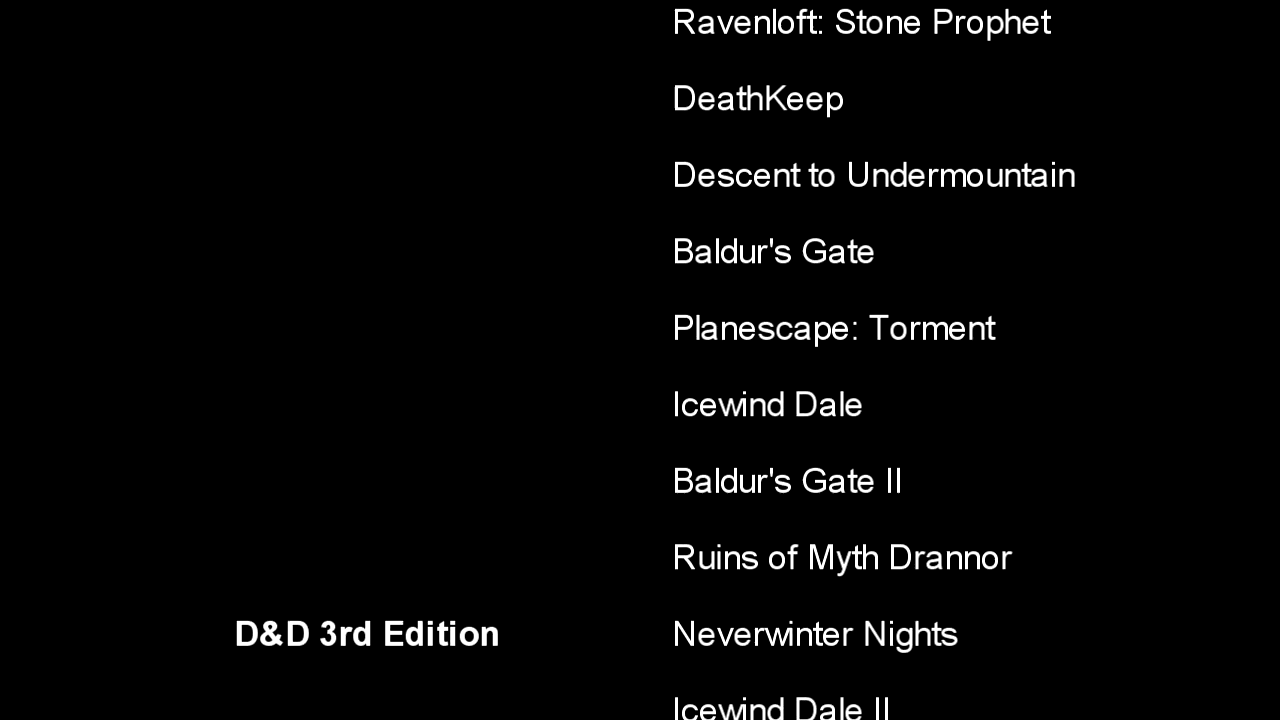 Ravenloft: Stone Prophet
DeathKeep
Descent to Undermountain
Baldur's Gate
Planescape: Torment
Icewind Dale
Baldur's Gate II
Ruins of Myth Drannor
D&D 3rd Edition Neverwinter Nights
Icewind Dale II